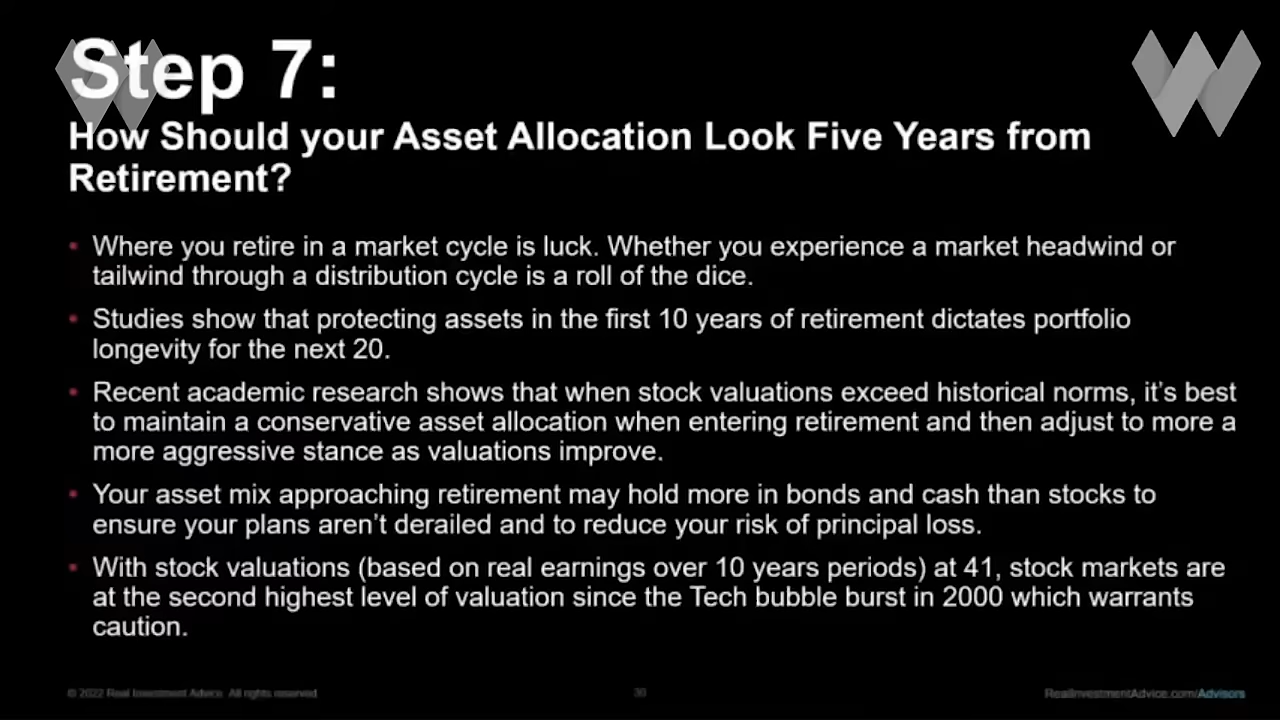 Step 7:
How Should your Asset Allocation Look Five Years from
Retirement?
• Where you retire in a market cycle is luck. Whether you experience a market headwind or
tailwind through a distribution cycle is a roll of the dice.
• Studies show that protecting assets in the first 10 years of retirement dictates portfolio
longevity for the next 20.
• Recent academic research shows that when stock valuations exceed historical norms, it’s best
to maintain a conservative asset allocation when entering retirement and then adjust to more a
more aggressive stance as valuations improve.
• Your asset mix approaching retirement may hold more in bonds and cash than stocks to
ensure your plans aren’t derailed and to reduce your risk of principal loss.
• With stock valuations (based on real earnings over 10 years periods) at 41, stock markets are
at the second highest level of valuation since the Tech bubble burst in 2000 which warrants
caution.
© 2022 Real Investment Advice. All rights reserved
30
RealInvestmentAdvice.com/Advisors